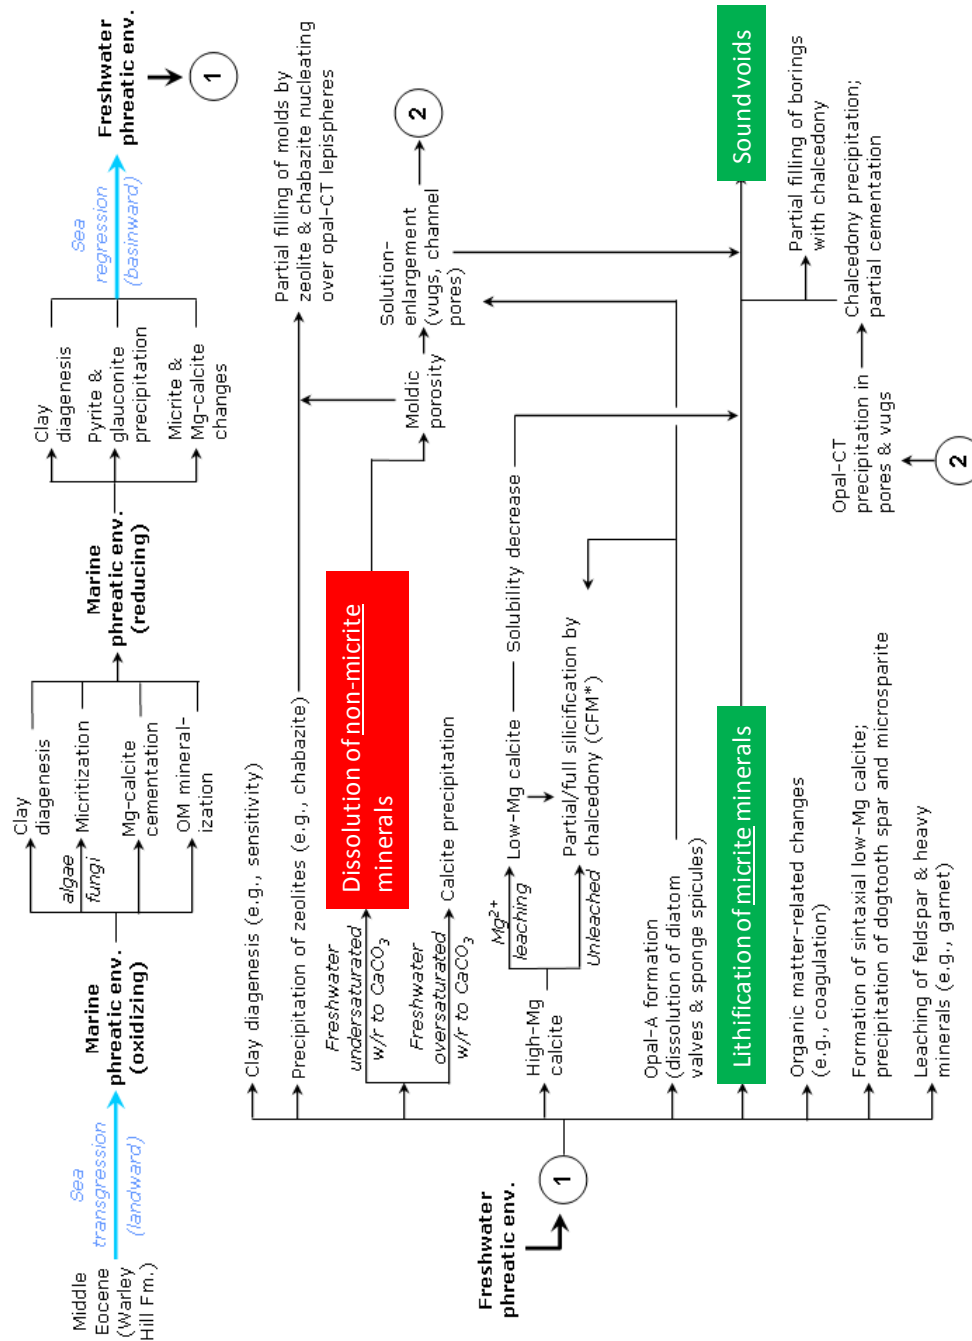 Middle
Eocene
(Warley
Hill Fm.)
Sea
transgression
(landward)
Marine
phreatic env.
(oxidizing)
algae
fungi
Clay
diagenesis
Micritization
Mg-calcite
cementation
OM mineral-
ization
Marine
phreatic env.
(reducing)
Clay
diagenesis
Pyrite &
glauconite
precipitation
Micrite &
Mg-calcite
changes
Sea
regression
(basinward)
Freshwater
phreatic env.
1
Freshwater
phreatic env.
1
Clay diagenesis (e.g., sensitivity)
Precipitation of zeolites (e.g., chabazite)
Partial filling of molds by
zeolite & chabazite nucleating
over opal-CT lepispheres
Freshwater
undersaturated
w/r to CaCO3
Dissolution of non-micrite
minerals
Freshwater
oversaturated
w/r to CaCO3
Calcite precipitation
Moldic
porosity
Solution-
enlargement
(vugs, channel
pores)
2
High-Mg
calcite
Mg2+
leaching
Low-Mg calcite
Solubility decrease
Unleached
Partial/full silicification by
chalcedony (CFM*)
Opal-A formation
(dissolution of diatom
valves & sponge spicules)
Lithification of micrite minerals
Sound voids
Organic matter-related changes
(e.g., coagulation)
Formation of sintaxial low-Mg calcite;
precipitation of dogtooth spar and microsparite
Leaching of feldspar & heavy
minerals (e.g., garnet)
2
Opal-CT
precipitation in
pores & vugs
Chalcedony precipitation;
partial cementation
Partial filling of borings
with chalcedony